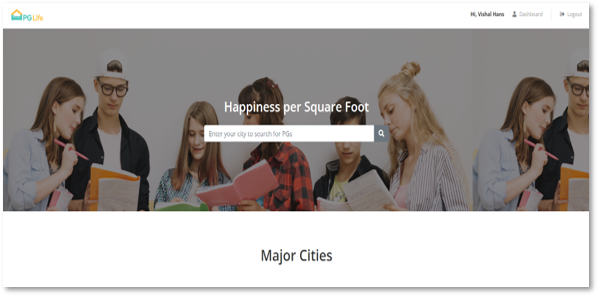 PG Life
Hi, Vishal Hans
Dashboard
Logout
Happiness per Square Foot
Enter your city to search for PGs
Major Cities